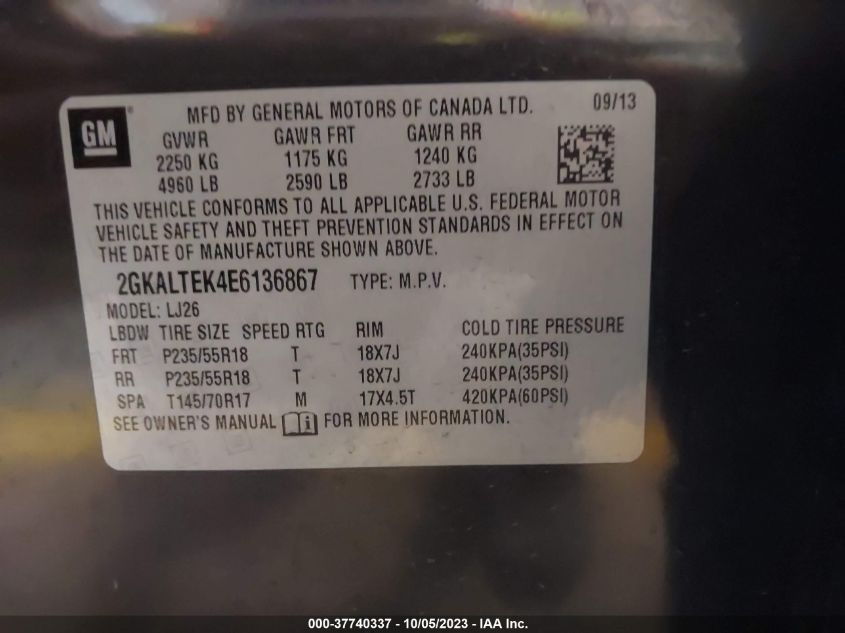 GM
MFD BY GENERAL MOTORS OF CANADA LTD. 09/13
GVWR GAWR FRT GAWR RR
2250 KG 1175 KG 1240 KG
4960 LB 2590 LB 2733 LB
THIS VEHICLE CONFORMS TO ALL APPLICABLE U.S. FEDERAL MOTOR
VEHICLE SAFETY AND THEFT PREVENTION STANDARDS IN EFFECT ON
THE DATE OF MANUFACTURE SHOWN ABOVE.
2GKALTEK4E6136867 TYPE: M.P.V.
MODEL: LJ26
LBDW TIRE SIZE SPEED RTG RIM COLD TIRE PRESSURE
FRT P235/55R18 T 18X7J 240KPA(35PSI)
RR P235/55R18 T 18X7J 240KPA(35PSI)
SPA T145/70R17 M 17X4.5T 420KPA(60PSI)
SEE OWNER'S MANUAL i FOR MORE INFORMATION.
000-37740337 - 10/05/2023 - IAA Inc.